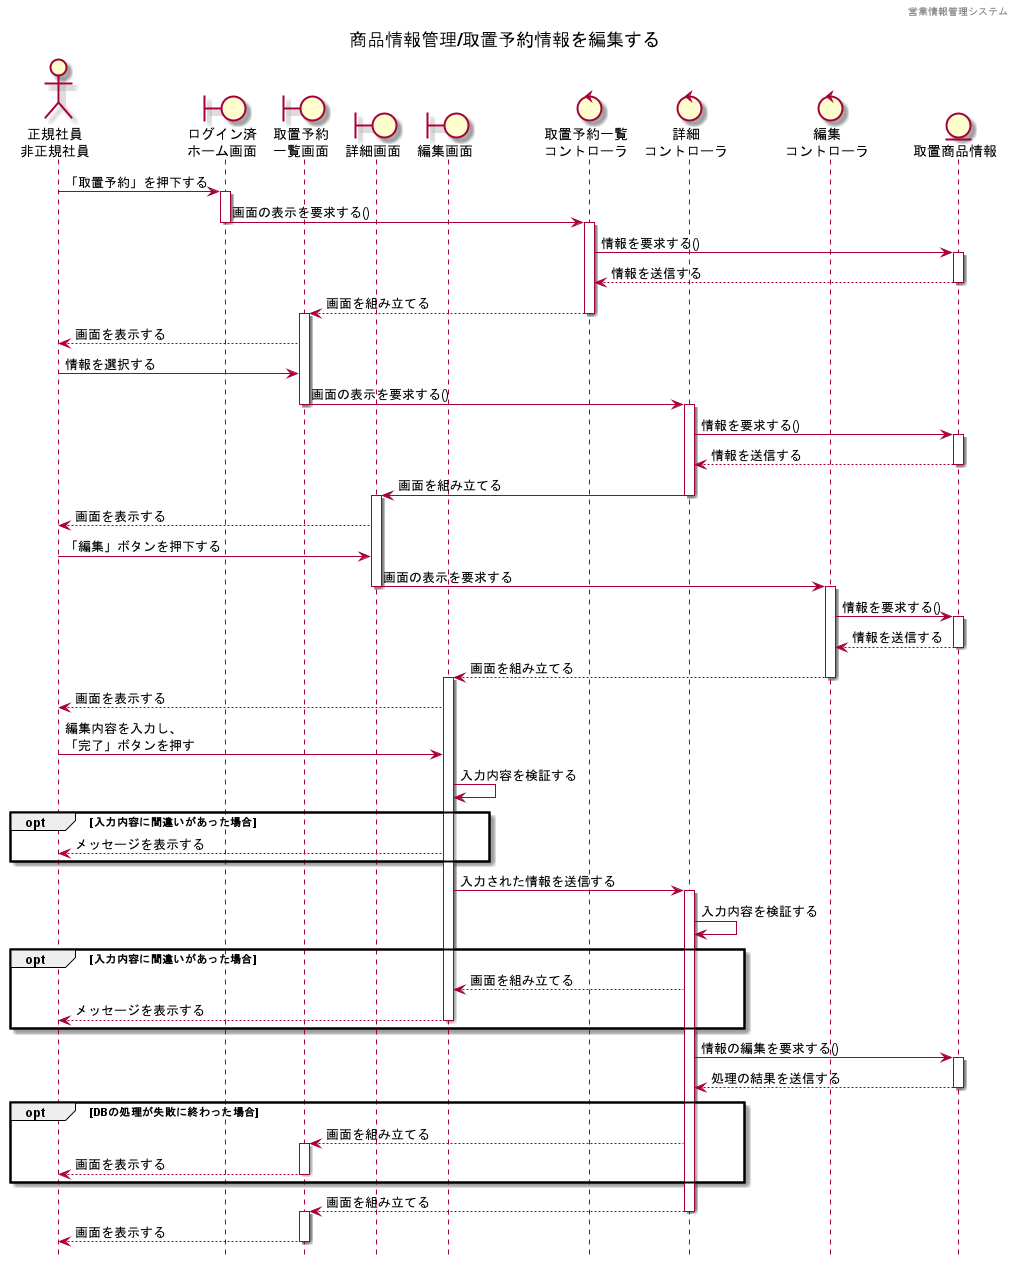 営業情報管理システム
商品情報管理/取置予約情報を編集する
正規社員
非正規社員
ログイン済
ホーム画面
取置予約
一覧画面
詳細画面
編集画面
取置予約一覧
コントローラ
詳細
コントローラ
編集
コントローラ
取置商品情報
「取置予約」を押下する
画面の表示を要求する()
情報を要求する()
情報を送信する
画面を組み立てる
画面を表示する
情報を選択する
画面の表示を要求する()
情報を要求する()
情報を送信する
画面を組み立てる
画面を表示する
「編集」ボタンを押下する
画面の表示を要求する
情報を要求する()
情報を送信する
画面を組み立てる
画面を表示する
編集内容を入力し、
「完了」ボタンを押す
入力内容を検証する
opt [入力内容に間違いがあった場合]
メッセージを表示する
入力された情報を送信する
入力内容を検証する
opt [入力内容に間違いがあった場合]
画面を組み立てる
メッセージを表示する
情報の編集を要求する()
処理の結果を送信する
opt [DBの処理が失敗に終わった場合]
画面を組み立てる
画面を表示する
画面を組み立てる
画面を表示する